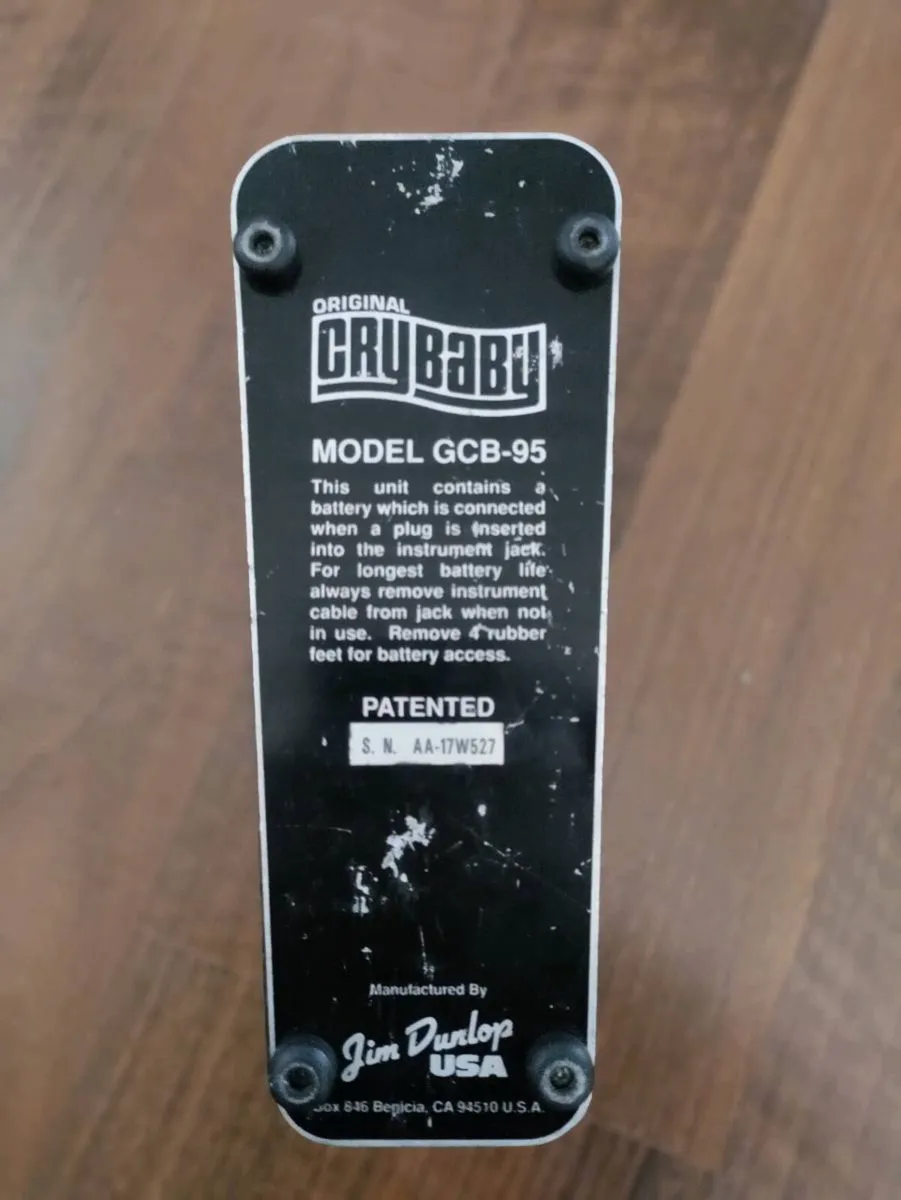 ORIGINAL
CRYBABY
MODEL GCB-95
This unit contains a
battery which is connected
when a plug is inserted
into the instrument jack.
For longest battery life
always remove instrument
cable from jack when not
in use. Remove 4 rubber
feet for battery access.
PATENTED
S. N. AA-17W527
Manufactured By
Jim Dunlop
USA
Box 846 Benicia, CA 94510 U.S.A.